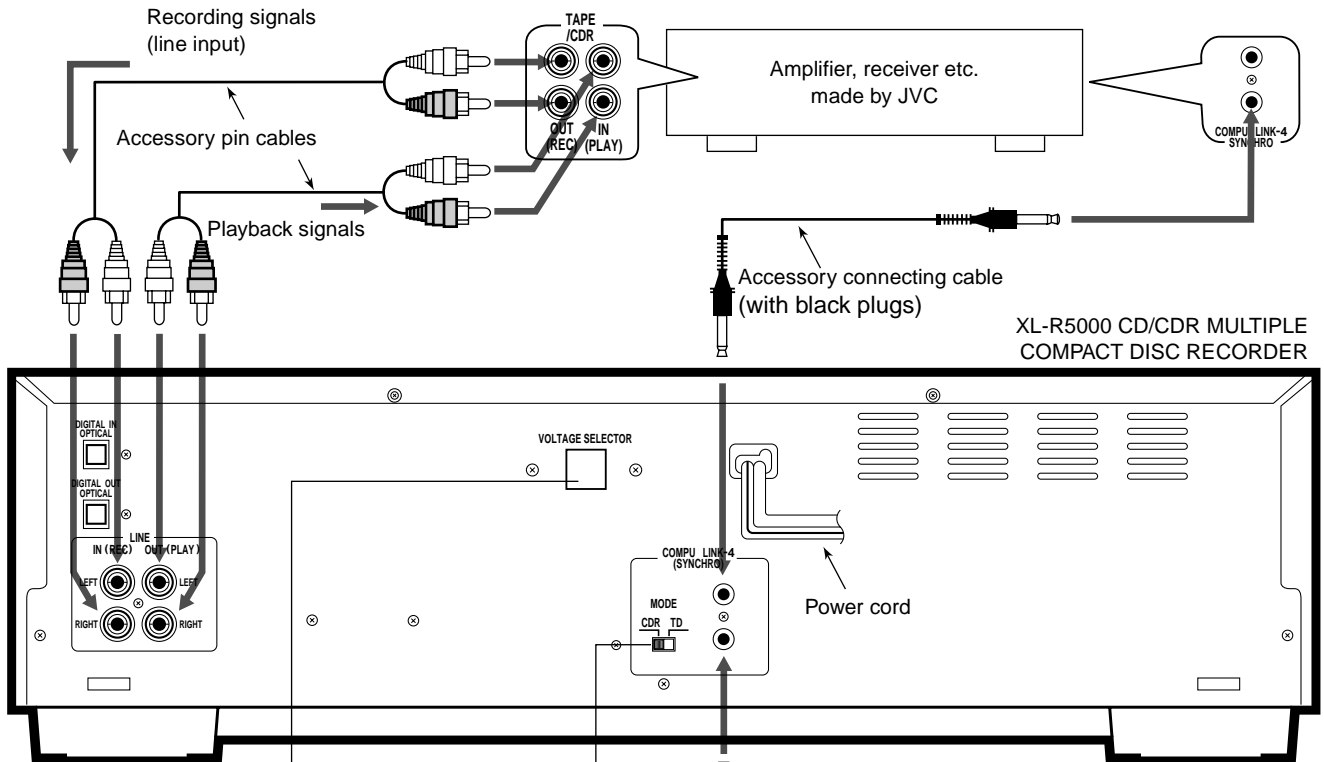 Recording signals
(line input)
TAPE
/CDR
Amplifier, receiver etc.
made by JVC
OUT
(REC)
IN
(PLAY)
COMPU LINK-4
SYNCHRO
Accessory pin cables
Playback signals
Accessory connecting cable
(with black plugs)
XL-R5000 CD/CDR MULTIPLE
COMPACT DISC RECORDER
DIGITAL IN
OPTICAL
VOLTAGE SELECTOR
DIGITAL OUT
OPTICAL
LINE
IN (REC) OUT (PLAY)
LEFT
LEFT
RIGHT
RIGHT
COMPU LINK-4
(SYNCHRO)
MODE
CDR TD
Power cord